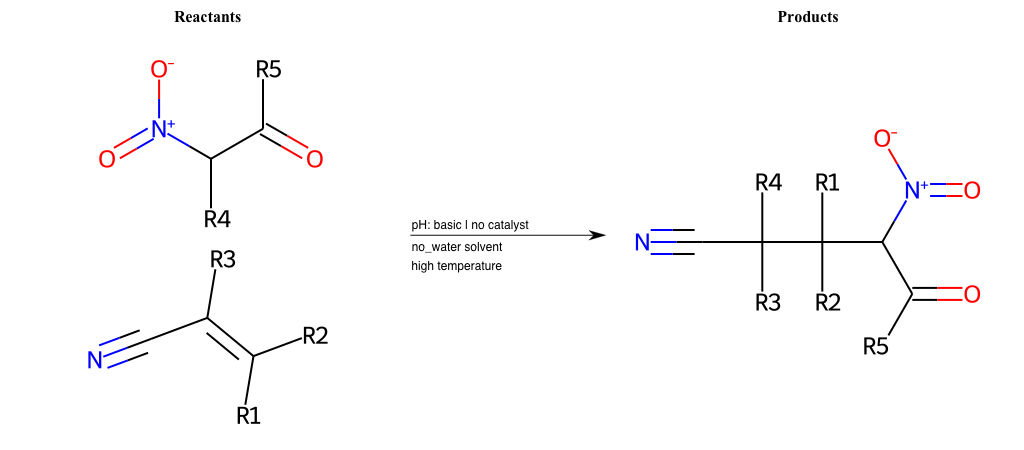 Reactants
Products
O-
R5
N+
O
O
R4
R3
N
R2
R1
pH: basic | no catalyst
no_water solvent
high temperature
O-
R4
R1
N+
O
N
R3
R2
O
R5